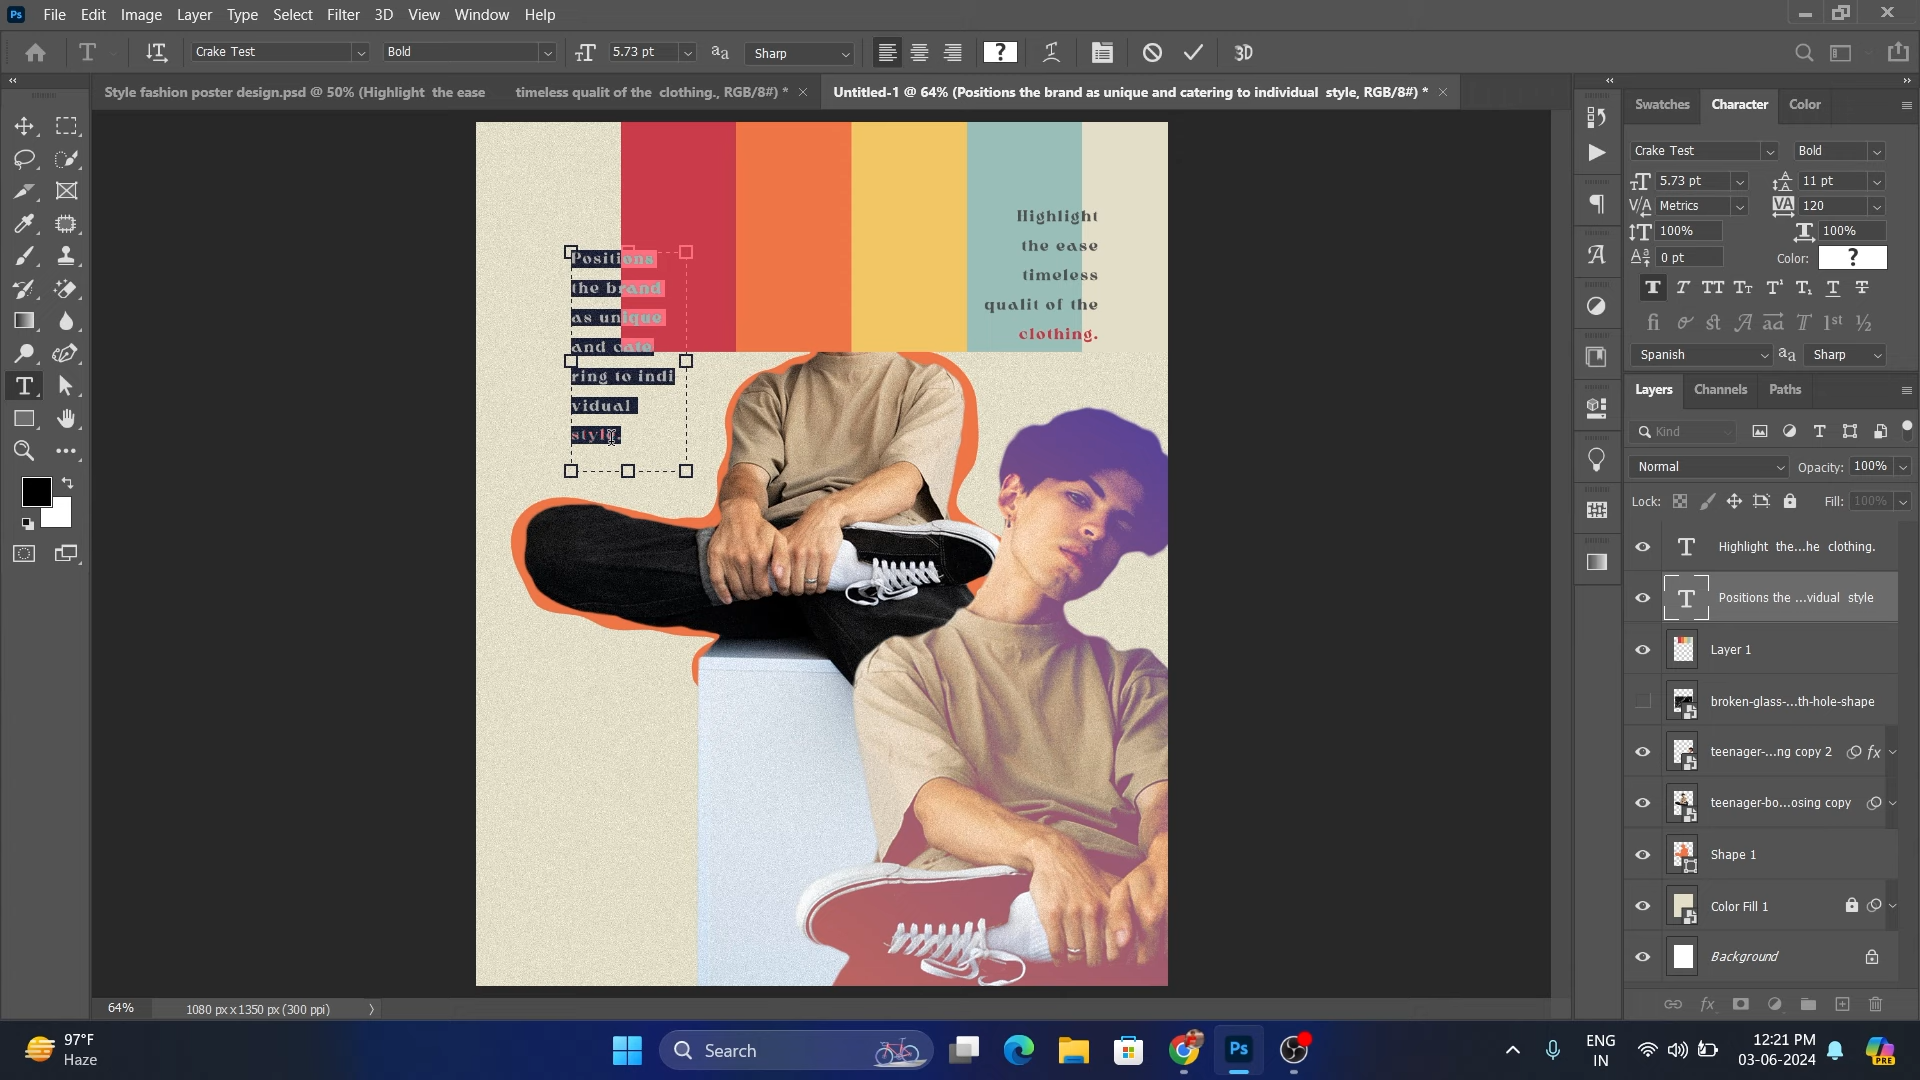 Ps File Edit Image Layer Type Select Filter 3D View Window Help
T Crake Test Bold 5.73 pt aa Sharp ? 3D
Style fashion poster design.psd @ 50% (Highlight the ease timeless qualit of the clothing., RGB/8#) *
Untitled-1 @ 64% (Positions the brand as unique and catering to individual style, RGB/8#) *
Positions
the brand
as unique
and cate
ring to indi
vidual
style.
Highlight
the ease
timeless
qualit of the
clothing.
Swatches Character Color
Crake Test Bold
5.73 pt 11 pt
Metrics 120
100% 100%
0 pt Color: ?
Spanish aa Sharp
Layers Channels Paths
Kind
Normal Opacity: 100%
Lock: Fill: 100%
Highlight the...he clothing.
Positions the ...vidual style
Layer 1
broken-glass-...th-hole-shape
teenager-...ng copy 2 fx
teenager-bo...osing copy
Shape 1
Color Fill 1
Background
64% 1080 px x 1350 px (300 ppi)
97°F
Haze
Search
Ps
ENG
IN
12:21 PM
03-06-2024
PRE